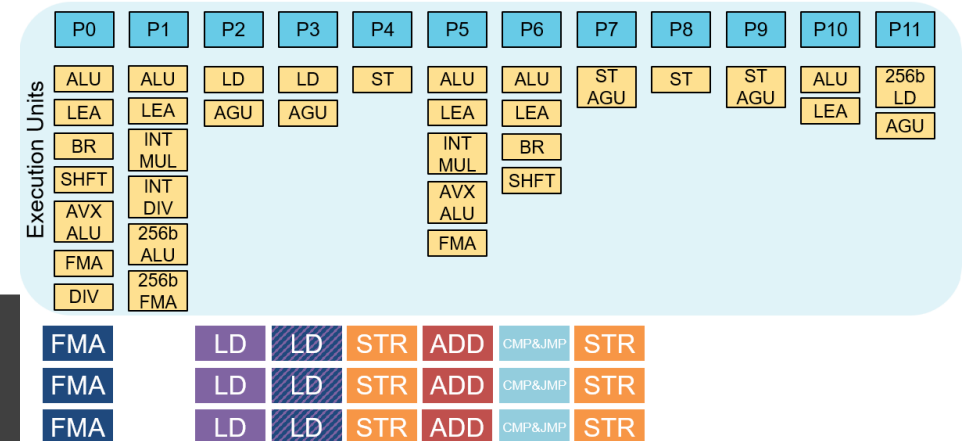 P0 P1 P2 P3 P4 P5 P6 P7 P8 P9 P10 P11
Execution Units
ALU
LEA
BR
SHFT
AVX
ALU
FMA
DIV
ALU
LEA
INT
MUL
INT
DIV
256b
ALU
256b
FMA
LD
AGU
LD
AGU
ST
ALU
LEA
INT
MUL
AVX
ALU
FMA
ALU
LEA
BR
SHFT
ST
AGU
ST
ST
AGU
ALU
LEA
256b
LD
AGU
FMA LD LD STR ADD CMP&JMP STR
FMA LD LD STR ADD CMP&JMP STR
FMA LD LD STR ADD CMP&JMP STR